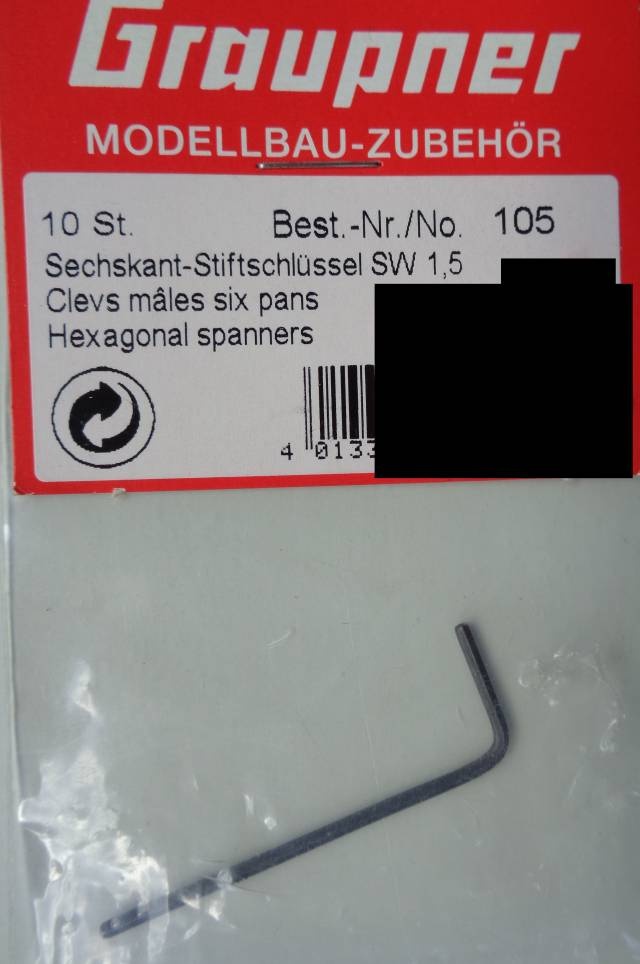 Graupner
MODELLBAU-ZUBEHÖR
10 St. Best.-Nr./No. 105
Sechskant-Stiftschlüssel SW 1,5
Clevs mâles six pans
Hexagonal spanners
4 0133